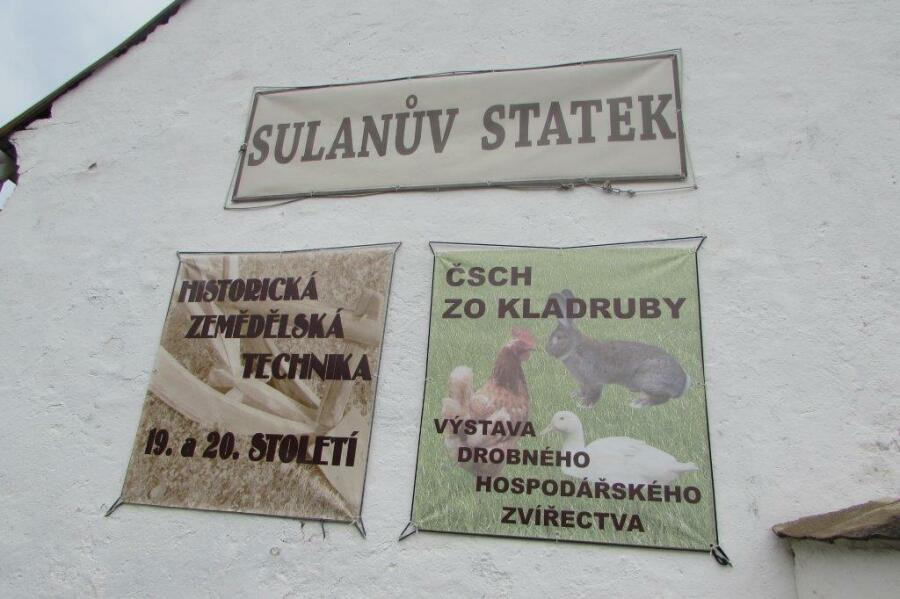 SULANŮV STATEK
HISTORICKÁ
ZEMĚDĚLSKÁ
TECHNIKA
19. a 20. STOLETÍ
ČSCH
ZO KLADRUBY
VÝSTAVA
DROBNÉHO
HOSPODÁŘSKÉHO
ZVÍŘECTVA